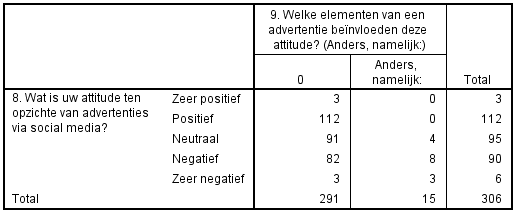 9. Welke elementen van een
advertentie beïnvloeden deze
attitude? (Anders, namelijk:)
0 Anders, namelijk: Total
8. Wat is uw attitude ten opzichte van advertenties via social media? Zeer positief 3 0 3
Positief 112 0 112
Neutraal 91 4 95
Negatief 82 8 90
Zeer negatief 3 3 6
Total 291 15 306